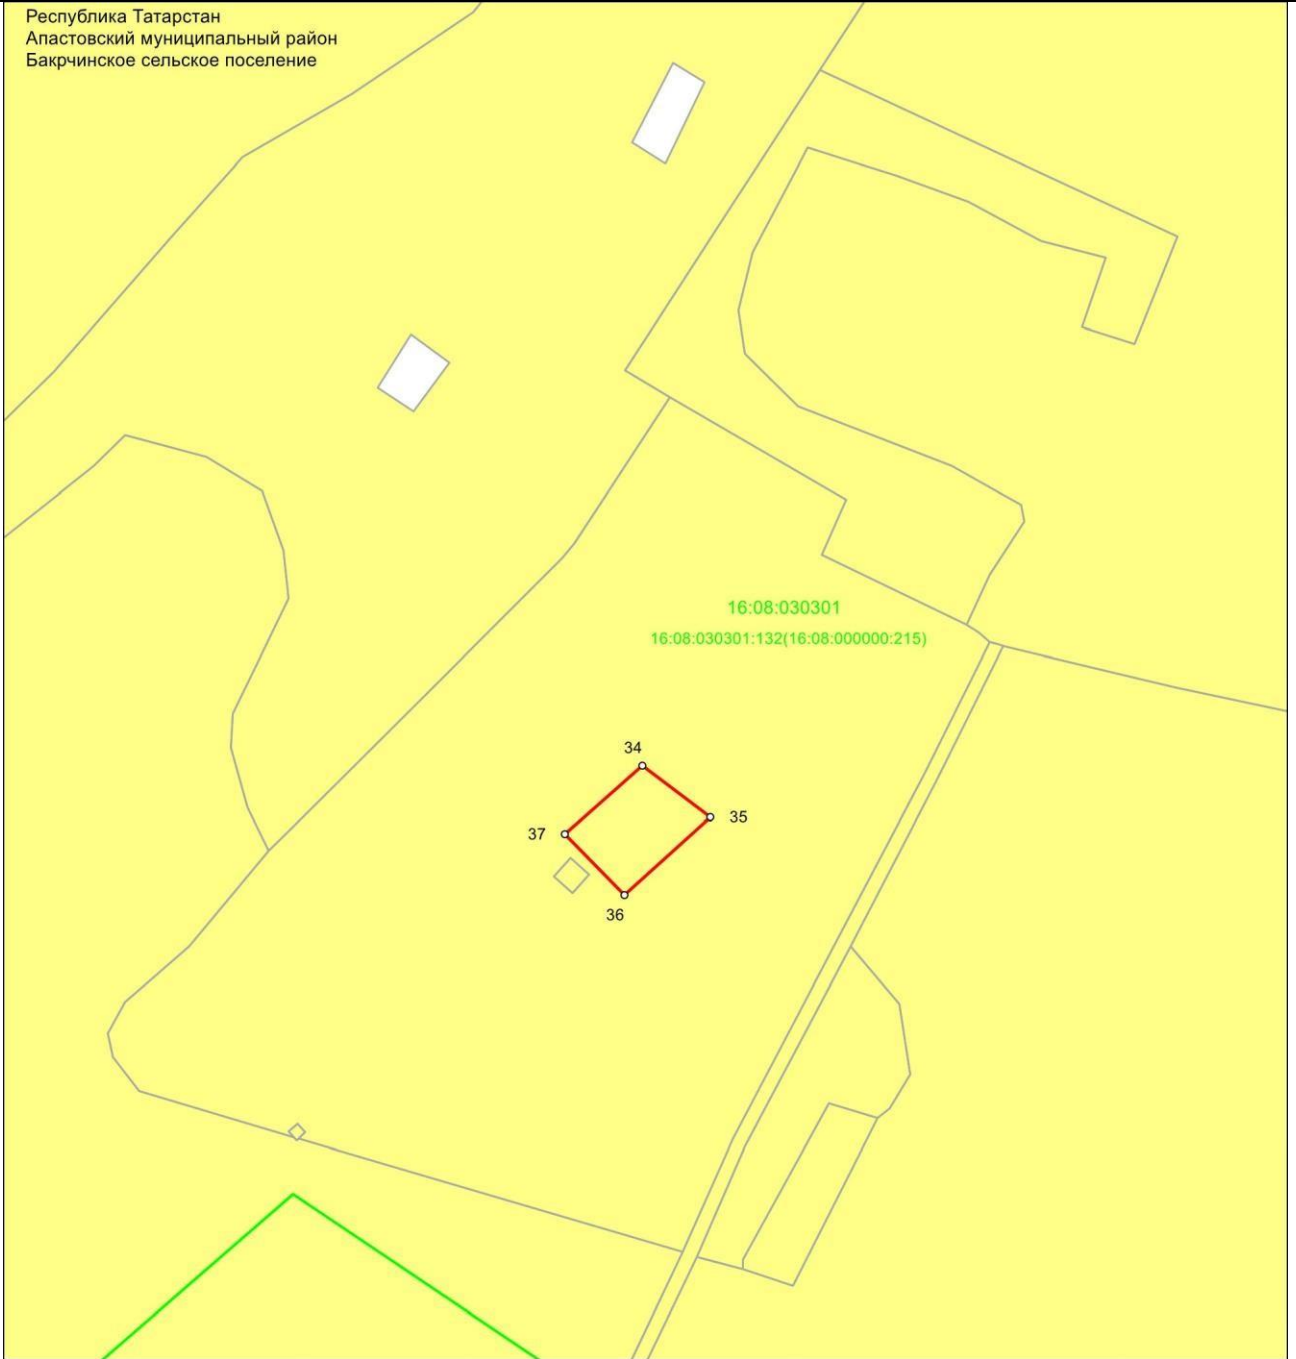 Республика Татарстан
Апастовский муниципальный район
Бакрчинское сельское поселение
16:08:030301
16:08:030301:132(16:08:000000:215)
34
35
37
36